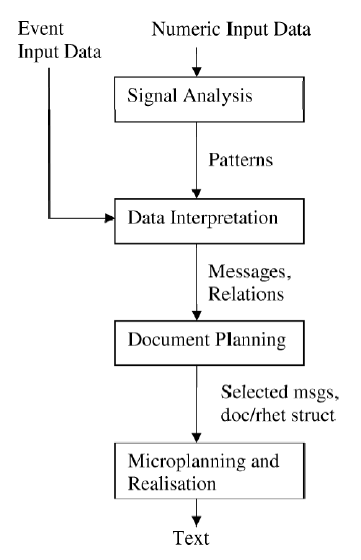 Event
Input Data
Numeric Input Data
Signal Analysis
Patterns
Data Interpretation
Messages,
Relations
Document Planning
Selected msgs,
doc/rhet struct
Microplanning and
Realisation
Text